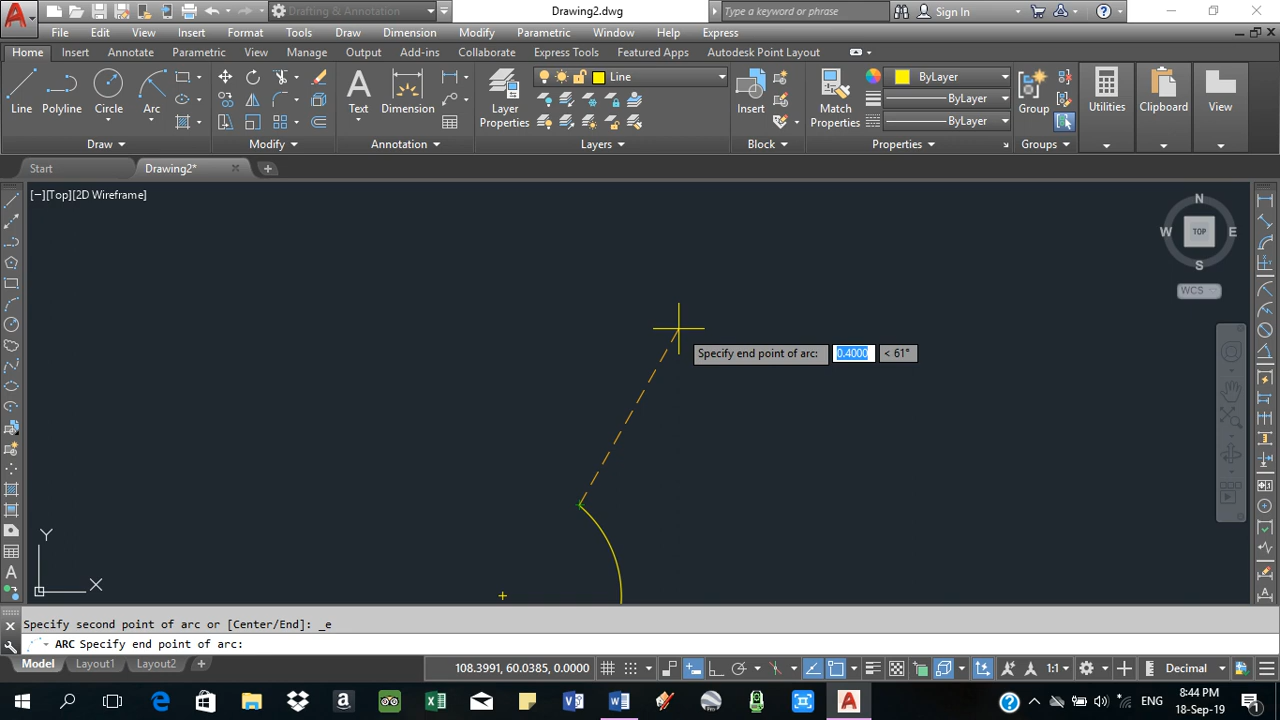 Drafting & Annotation
Drawing2.dwg
Type a keyword or phrase
Sign In
File Edit View Insert Format Tools Draw Dimension Modify Parametric Window Help Express
Home Insert Annotate Parametric View Manage Output Add-ins Collaborate Express Tools Featured Apps Autodesk Point Layout
Line Polyline Circle Arc
Text Dimension
Layer Properties
Line
Insert
Match Properties
ByLayer
ByLayer
ByLayer
Group
Utilities
Clipboard
View
Draw Modify Annotation Layers Block Properties Groups
Start Drawing2*
[−][Top][2D Wireframe]
N
W TOP E
S
WCS
Specify end point of arc: 0.4000 < 61°
Y
X
Specify second point of arc or [Center/End]: _e
ARC Specify end point of arc:
Model Layout1 Layout2
108.3991, 60.0385, 0.0000
1:1
Decimal
ENG
8:44 PM
18-Sep-19